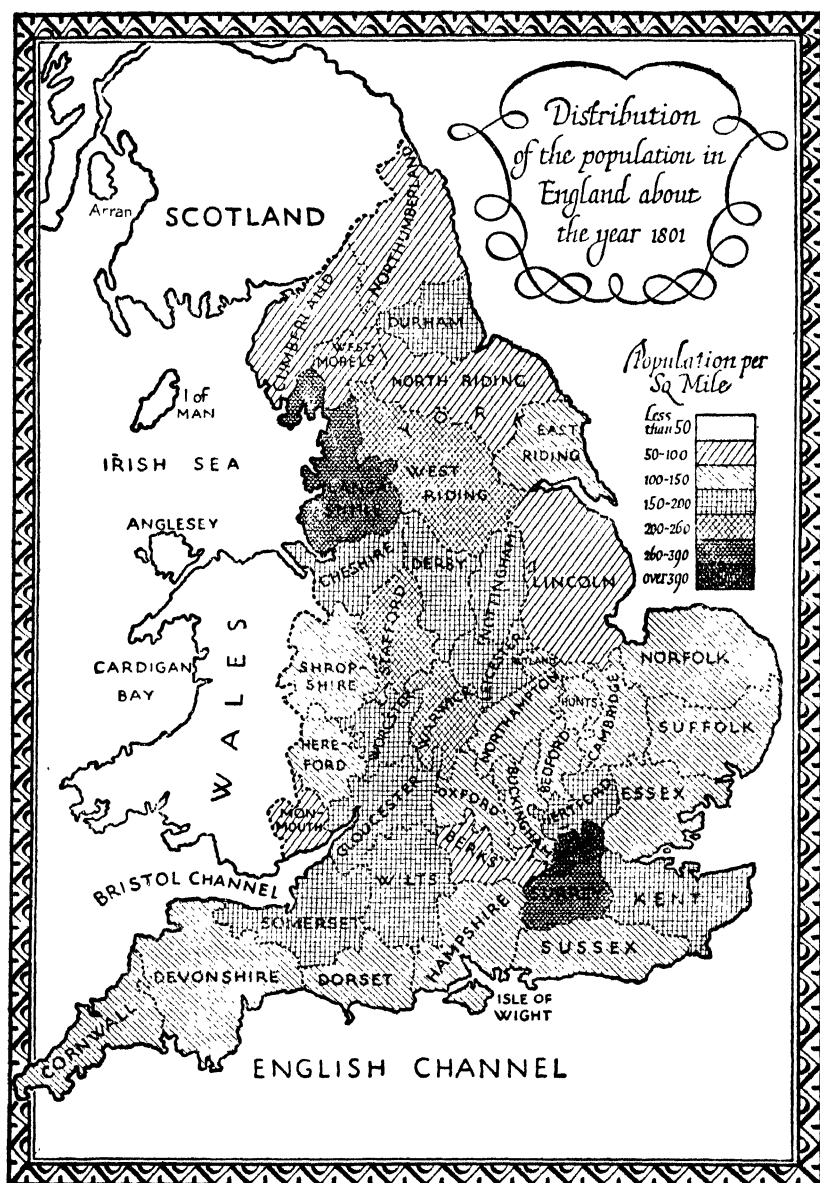 Distribution
of the population in
England about
the year 1801
Arran
SCOTLAND
NORTHUMBERLAND
CUMBERLAND
DURHAM
WEST
MORELD
Population per
Sq Mile
Less
than 50
50-100
100-150
150-200
200-260
260-390
over 390
NORTH RIDING
I of
MAN
YORK
EAST
RIDING
IRISH SEA
WEST
RIDING
ANGLESEY
CHESHIRE
DERBY
NOTTINGHAM
LINCOLN
STAFFORD
CARDIGAN
BAY
WALES
SHROP-
SHIRE
LEICESTER
RUTLAND
NORFOLK
HUNTS
CAMBRIDGE
SUFFOLK
WORCESTER
WARWICK
NORTHAMPTON
BEDFORD
HERE-
FORD
BUCKINGHAM
HERTFORD
ESSEX
OXFORD
MON-
MOUTH
GLOUCESTER
BERKS
BRISTOL CHANNEL
WILTS
SURREY
KENT
SOMERSET
HAMPSHIRE
SUSSEX
DEVONSHIRE
DORSET
ISLE OF
WIGHT
CORNWALL
ENGLISH CHANNEL